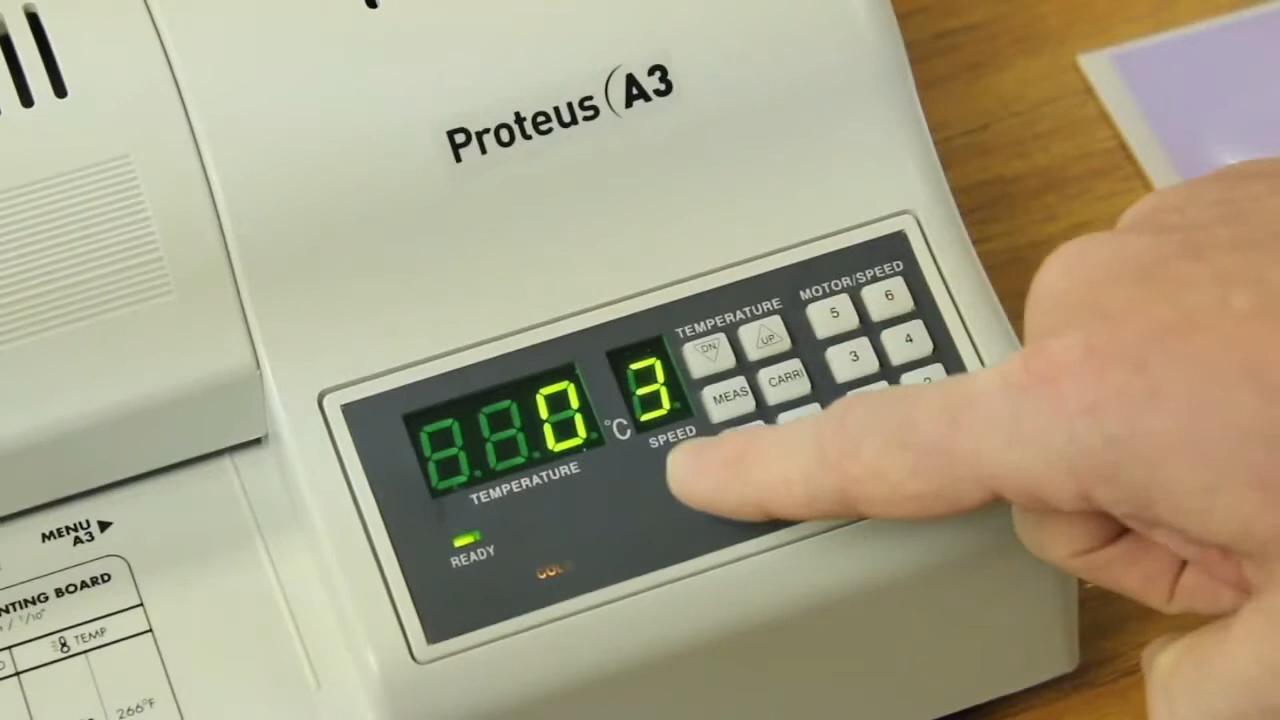 Proteus A3
MOTOR/SPEED
TEMPERATURE
DN UP 5 6
MEAS CARRI 3 4
0 °C 3
SPEED
TEMPERATURE
READY
MENU
A3
NTING BOARD
TEMP
266°F